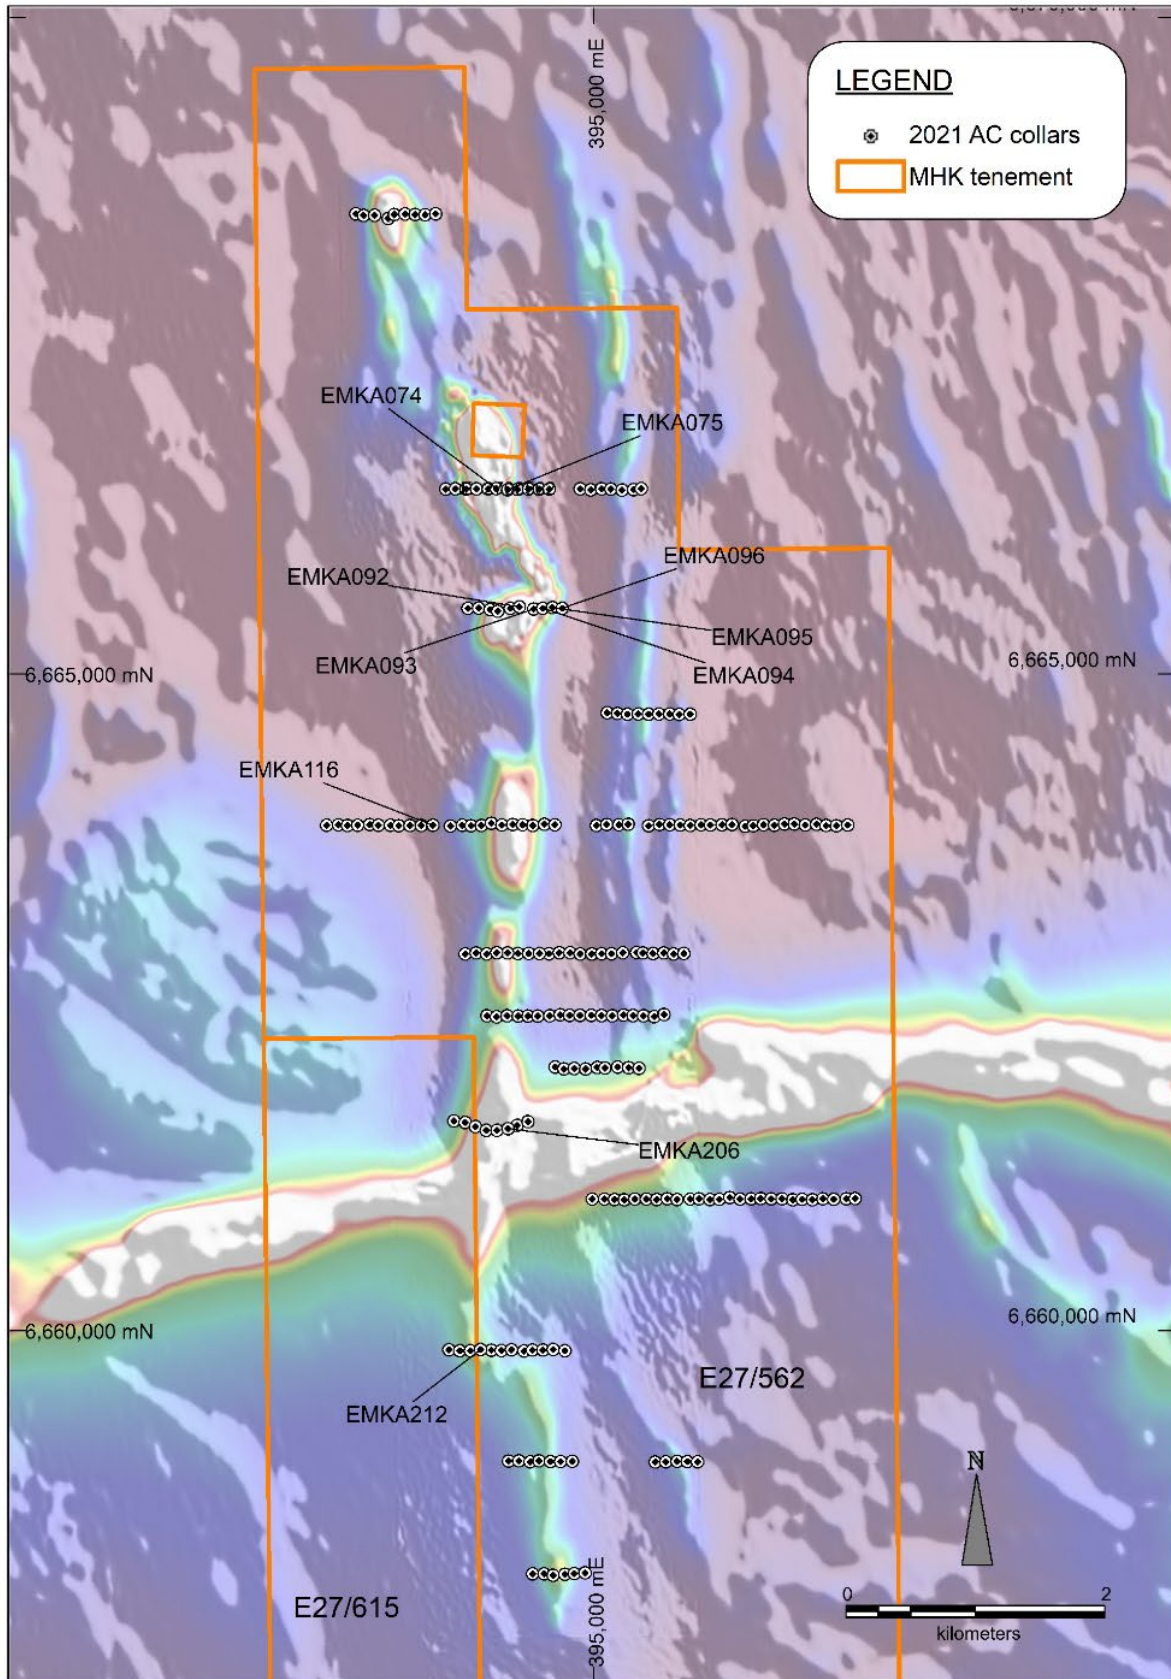 395,000 mE
LEGEND
2021 AC collars
MHK tenement
EMKA074
EMKA075
EMKA096
EMKA092
EMKA095
EMKA093
EMKA094
6,665,000 mN
6,665,000 mN
EMKA116
EMKA206
6,660,000 mN
6,660,000 mN
E27/562
EMKA212
N
395,000 mE
E27/615
0
2
kilometers